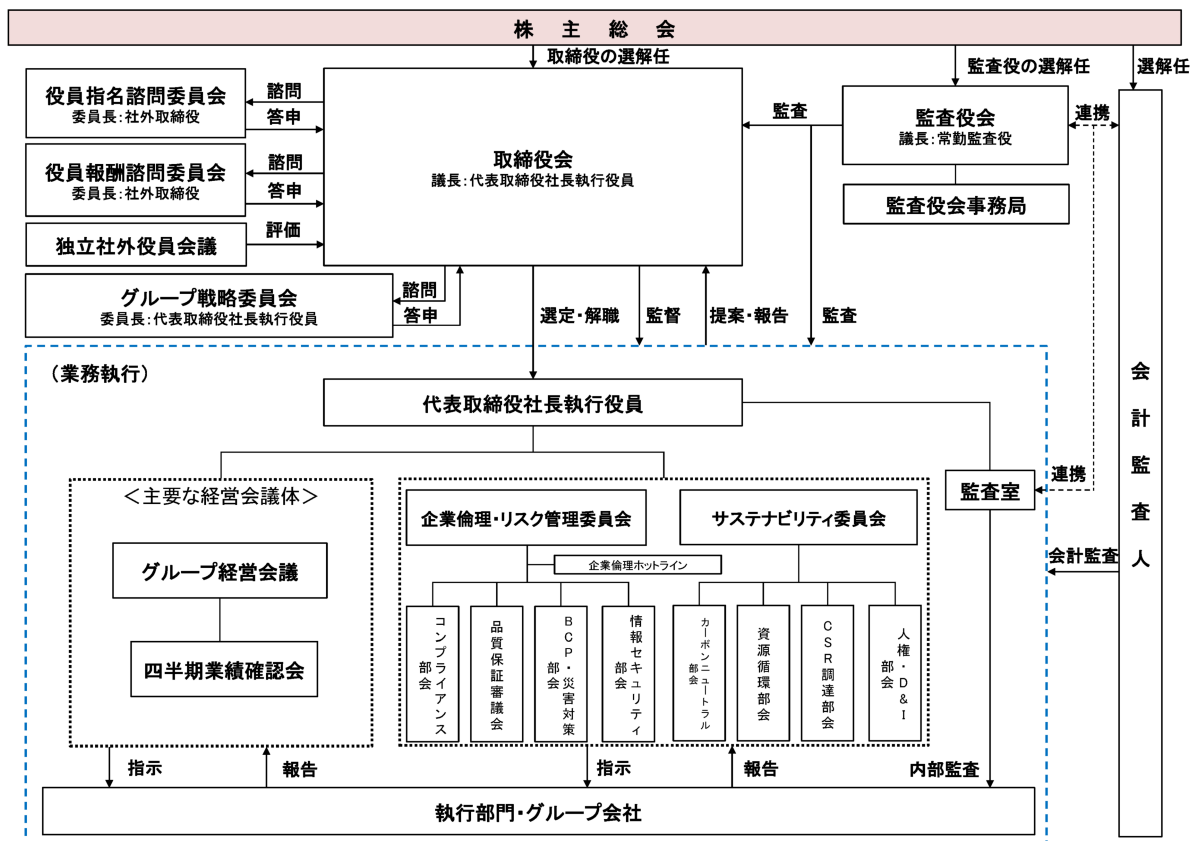 株主総会
取締役の選解任
監査役の選解任
選解任
役員指名諮問委員会
委員長:社外取締役
諮問
答申
役員報酬諮問委員会
委員長:社外取締役
諮問
答申
独立社外役員会議
評価
グループ戦略委員会
委員長:代表取締役社長執行役員
諮問
答申
取締役会
議長:代表取締役社長執行役員
監査
監査役会
議長:常勤監査役
連携
監査役会事務局
選定・解職
監督
提案・報告
監査
会計監査人
(業務執行)
代表取締役社長執行役員
<主要な経営会議体>
グループ経営会議
四半期業績確認会
企業倫理・リスク管理委員会
企業倫理ホットライン
コンプライアンス
部会
品質保証審議会
BCP・災害対策
部会
情報セキュリティ
部会
サステナビリティ委員会
カーボンニュートラル
部会
資源循環部会
CSR調達部会
人権・D&I
部会
監査室
連携
会計監査
指示
報告
指示
報告
内部監査
執行部門・グループ会社